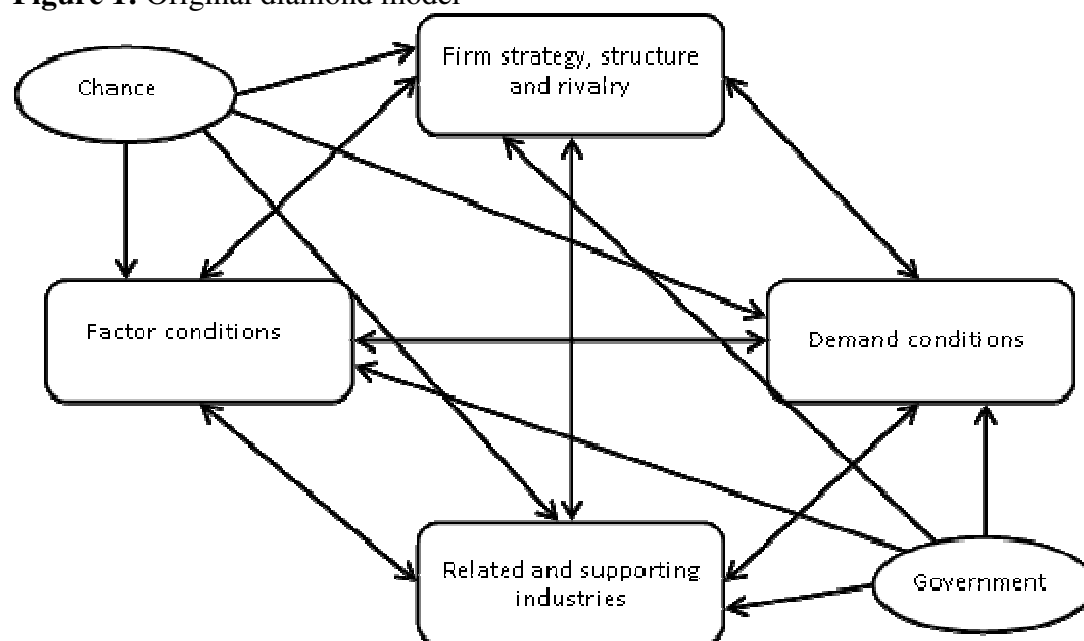 Figure 1: Original diamond model
Firm strategy, structure
and rivalry
Chance
Factor conditions
Demand conditions
Related and supporting
industries
Government